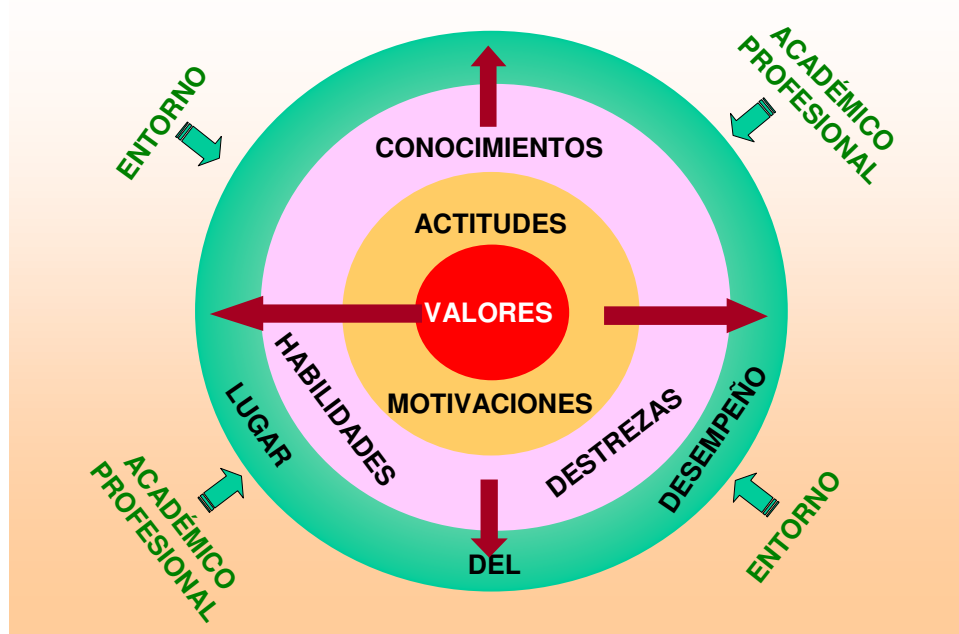 ENTORNO
ACADÉMICO
PROFESIONAL
CONOCIMIENTOS
ACTITUDES
VALORES
MOTIVACIONES
HABILIDADES
DESTREZAS
LUGAR
DEL
DESEMPEÑO
ACADÉMICO
PROFESIONAL
ENTORNO